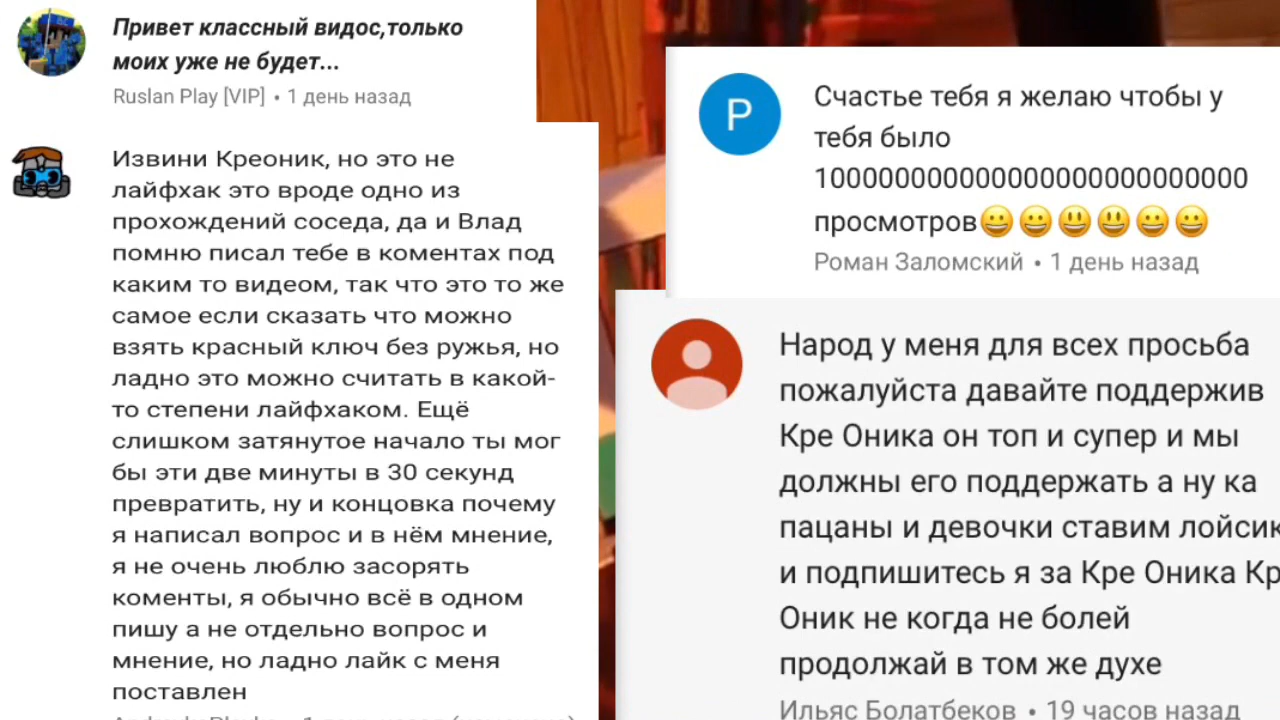 Привет классный видос,только
моих уже не будет...
Ruslan Play [VIP] • 1 день назад
Извини Креоник, но это не
лайфхак это вроде одно из
прохождений соседа, да и Влад
помню писал тебе в коментах под
каким то видеом, так что это то же
самое если сказать что можно
взять красный ключ без ружья, но
ладно это можно считать в какой-
то степени лайфхаком. Ещё
слишком затянутое начало ты мог
бы эти две минуты в 30 секунд
превратить, ну и концовка почему
я написал вопрос и в нём мнение,
я не очень люблю засорять
коменты, я обычно всё в одном
пишу а не отдельно вопрос и
мнение, но ладно лайк с меня
поставлен
P
Счастье тебя я желаю чтобы у
тебя было
1000000000000000000000000000
просмотров😀😀😃😃😀😀
Роман Заломский • 1 день назад
Народ у меня для всех просьба
пожалуйста давайте поддержив
Кре Оника он топ и супер и мы
должны его поддержать а ну ка
пацаны и девочки ставим лойсик
и подпишитесь я за Кре Оника Кр
Оник не когда не болей
продолжай в том же духе
Ильяс Болатбеков • 19 часов назад